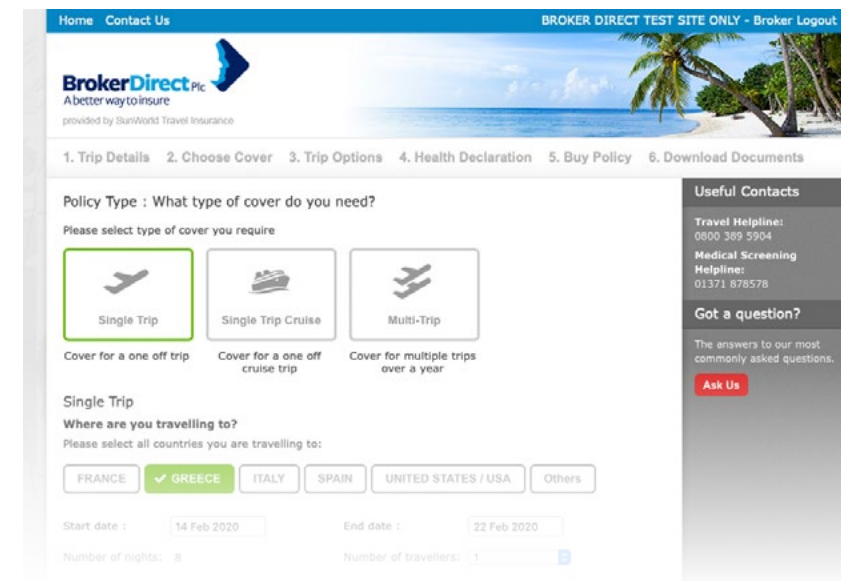 Home Contact Us BROKER DIRECT TEST SITE ONLY - Broker Logout
BrokerDirect Plc
A better way to insure
provided by SunWorld Travel Insurance
1. Trip Details 2. Choose Cover 3. Trip Options 4. Health Declaration 5. Buy Policy 6. Download Documents
Policy Type : What type of cover do you need?
Please select type of cover you require
Single Trip Single Trip Cruise Multi-Trip
Cover for a one off trip Cover for a one off Cover for multiple trips
cruise trip over a year
Single Trip
Where are you travelling to?
Please select all countries you are travelling to:
FRANCE GREECE ITALY SPAIN UNITED STATES / USA Others
Start date : 14 Feb 2020 End date : 22 Feb 2020
Number of nights: 8 Number of travellers: 1
Useful Contacts
Travel Helpline:
0800 389 5904
Medical Screening
Helpline:
01371 878578
Got a question?
The answers to our most
commonly asked questions.
Ask Us